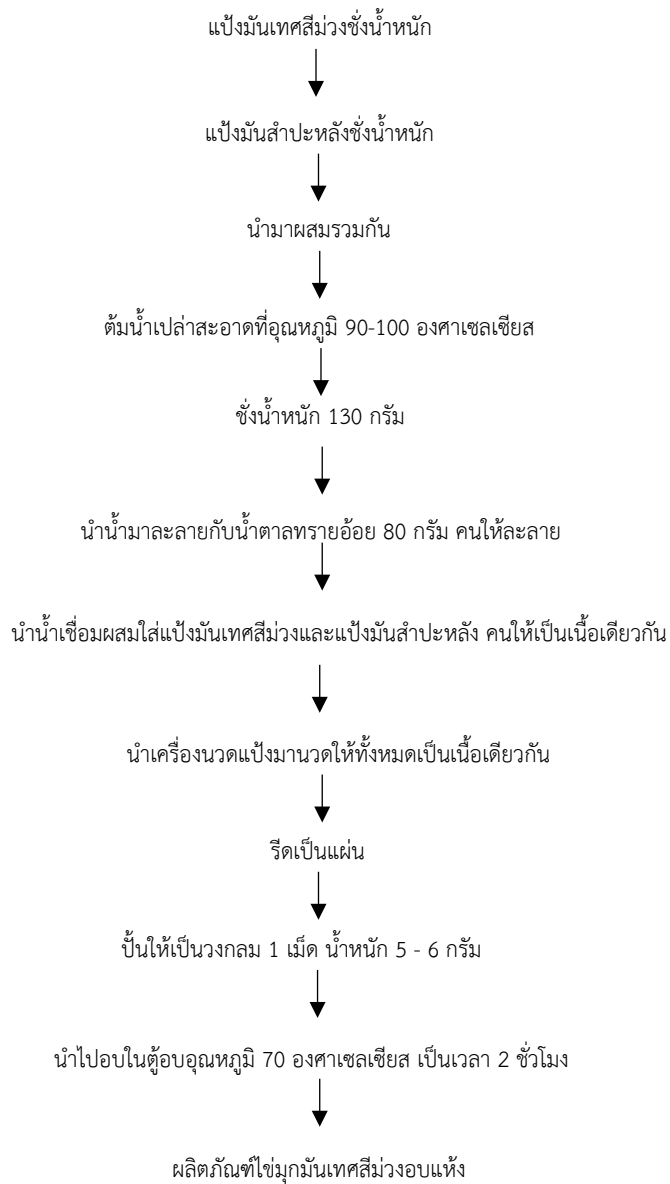 แป้งมันเทศสีม่วงชั่งน้ำหนัก
แป้งมันสำปะหลังชั่งน้ำหนัก
นำมาผสมรวมกัน
ต้มน้ำเปล่าสะอาดที่อุณหภูมิ 90-100 องศาเซลเซียส
ชั่งน้ำหนัก 130 กรัม
นำน้ำมาละลายกับน้ำตาลทรายอ้อย 80 กรัม คนให้ละลาย
นำน้ำเชื่อมผสมใส่แป้งมันเทศสีม่วงและแป้งมันสำปะหลัง คนให้เป็นเนื้อเดียวกัน
นำเครื่องนวดแป้งมานวดให้ทั้งหมดเป็นเนื้อเดียวกัน
รีดเป็นแผ่น
ปั้นให้เป็นวงกลม 1 เม็ด น้ำหนัก 5 - 6 กรัม
นำไปอบในตู้อบอุณหภูมิ 70 องศาเซลเซียส เป็นเวลา 2 ชั่วโมง
ผลิตภัณฑ์ไข่มุกมันเทศสีม่วงอบแห้ง